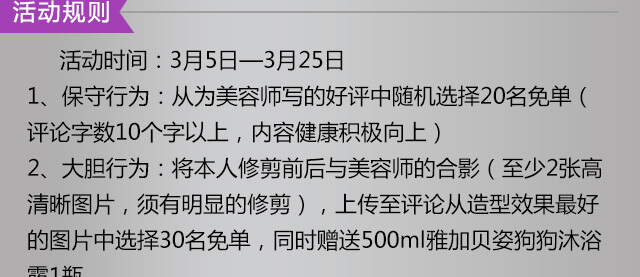 活动规则
活动时间：3月5日—3月25日
1、保守行为：从为美容师写的好评中随机选择20名免单（
评论字数10个字以上，内容健康积极向上）
2、大胆行为：将本人修剪前后与美容师的合影（至少2张高
清晰图片，须有明显的修剪），上传至评论从造型效果最好
的图片中选择30名免单，同时赠送500ml雅加贝姿狗狗沐浴
露1瓶